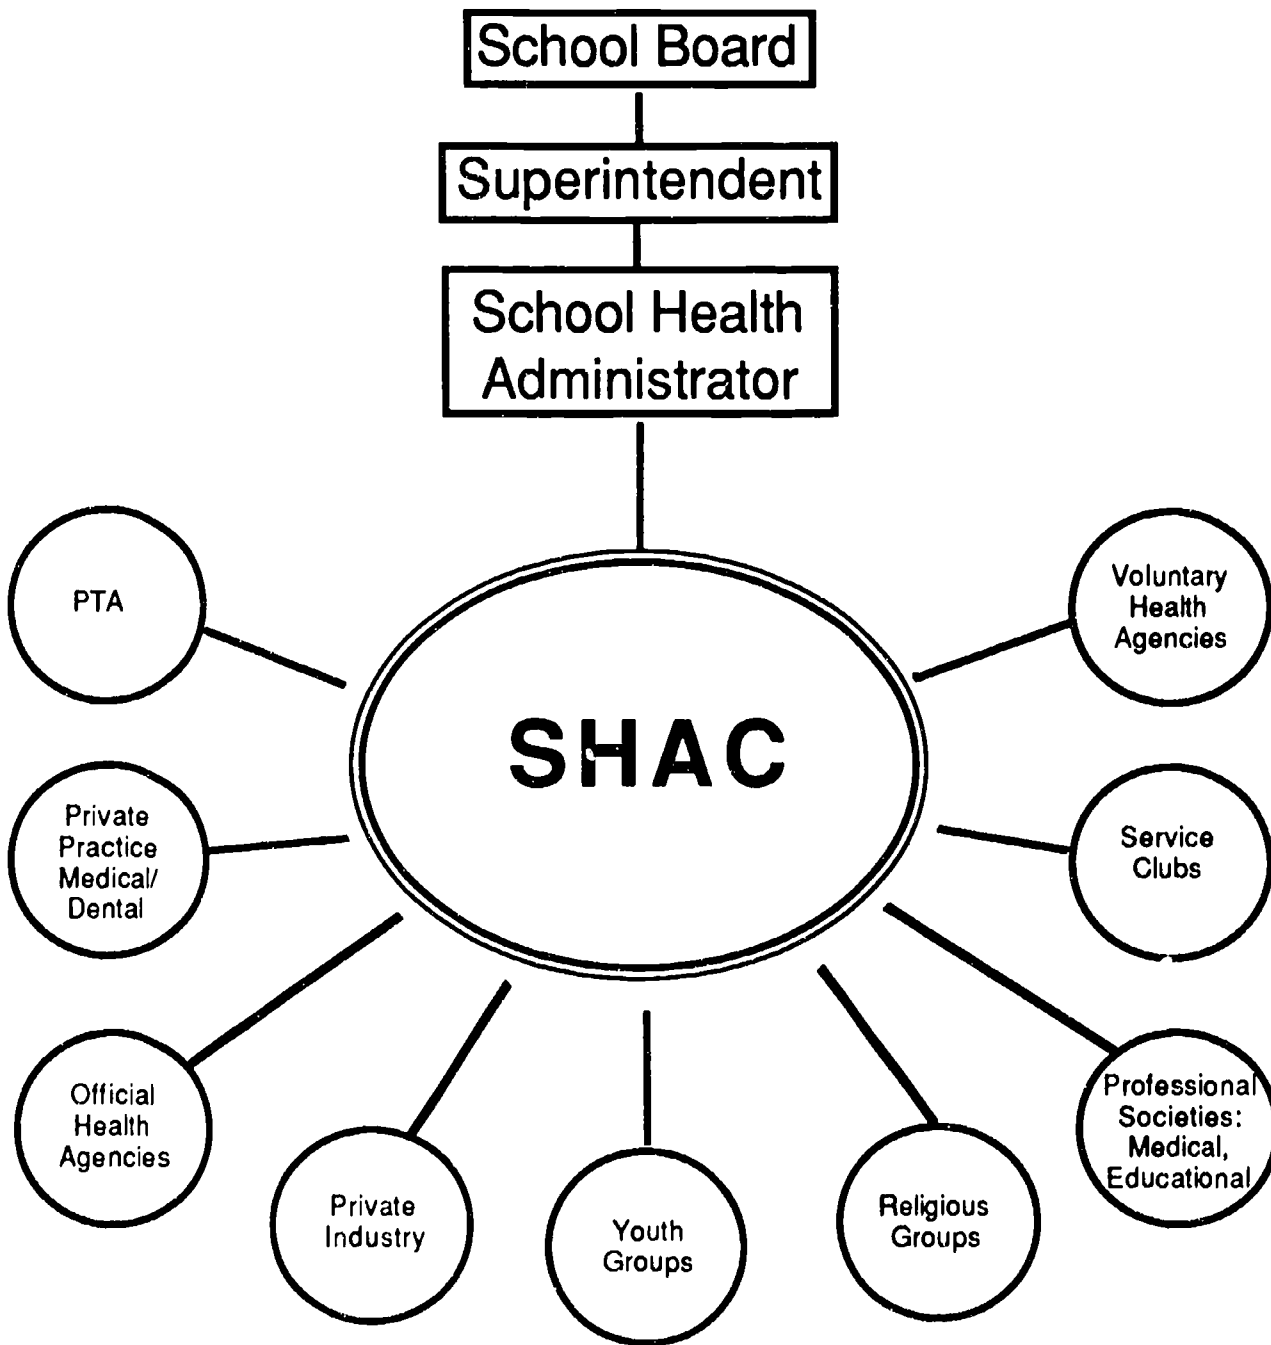 School Board
Superintendent
School Health
Administrator
PTA
Voluntary
Health
Agencies
SHAC
Private
Practice
Medical/
Dental
Service
Clubs
Official
Health
Agencies
Professional
Societies:
Medical,
Educational
Private
Industry
Youth
Groups
Religious
Groups